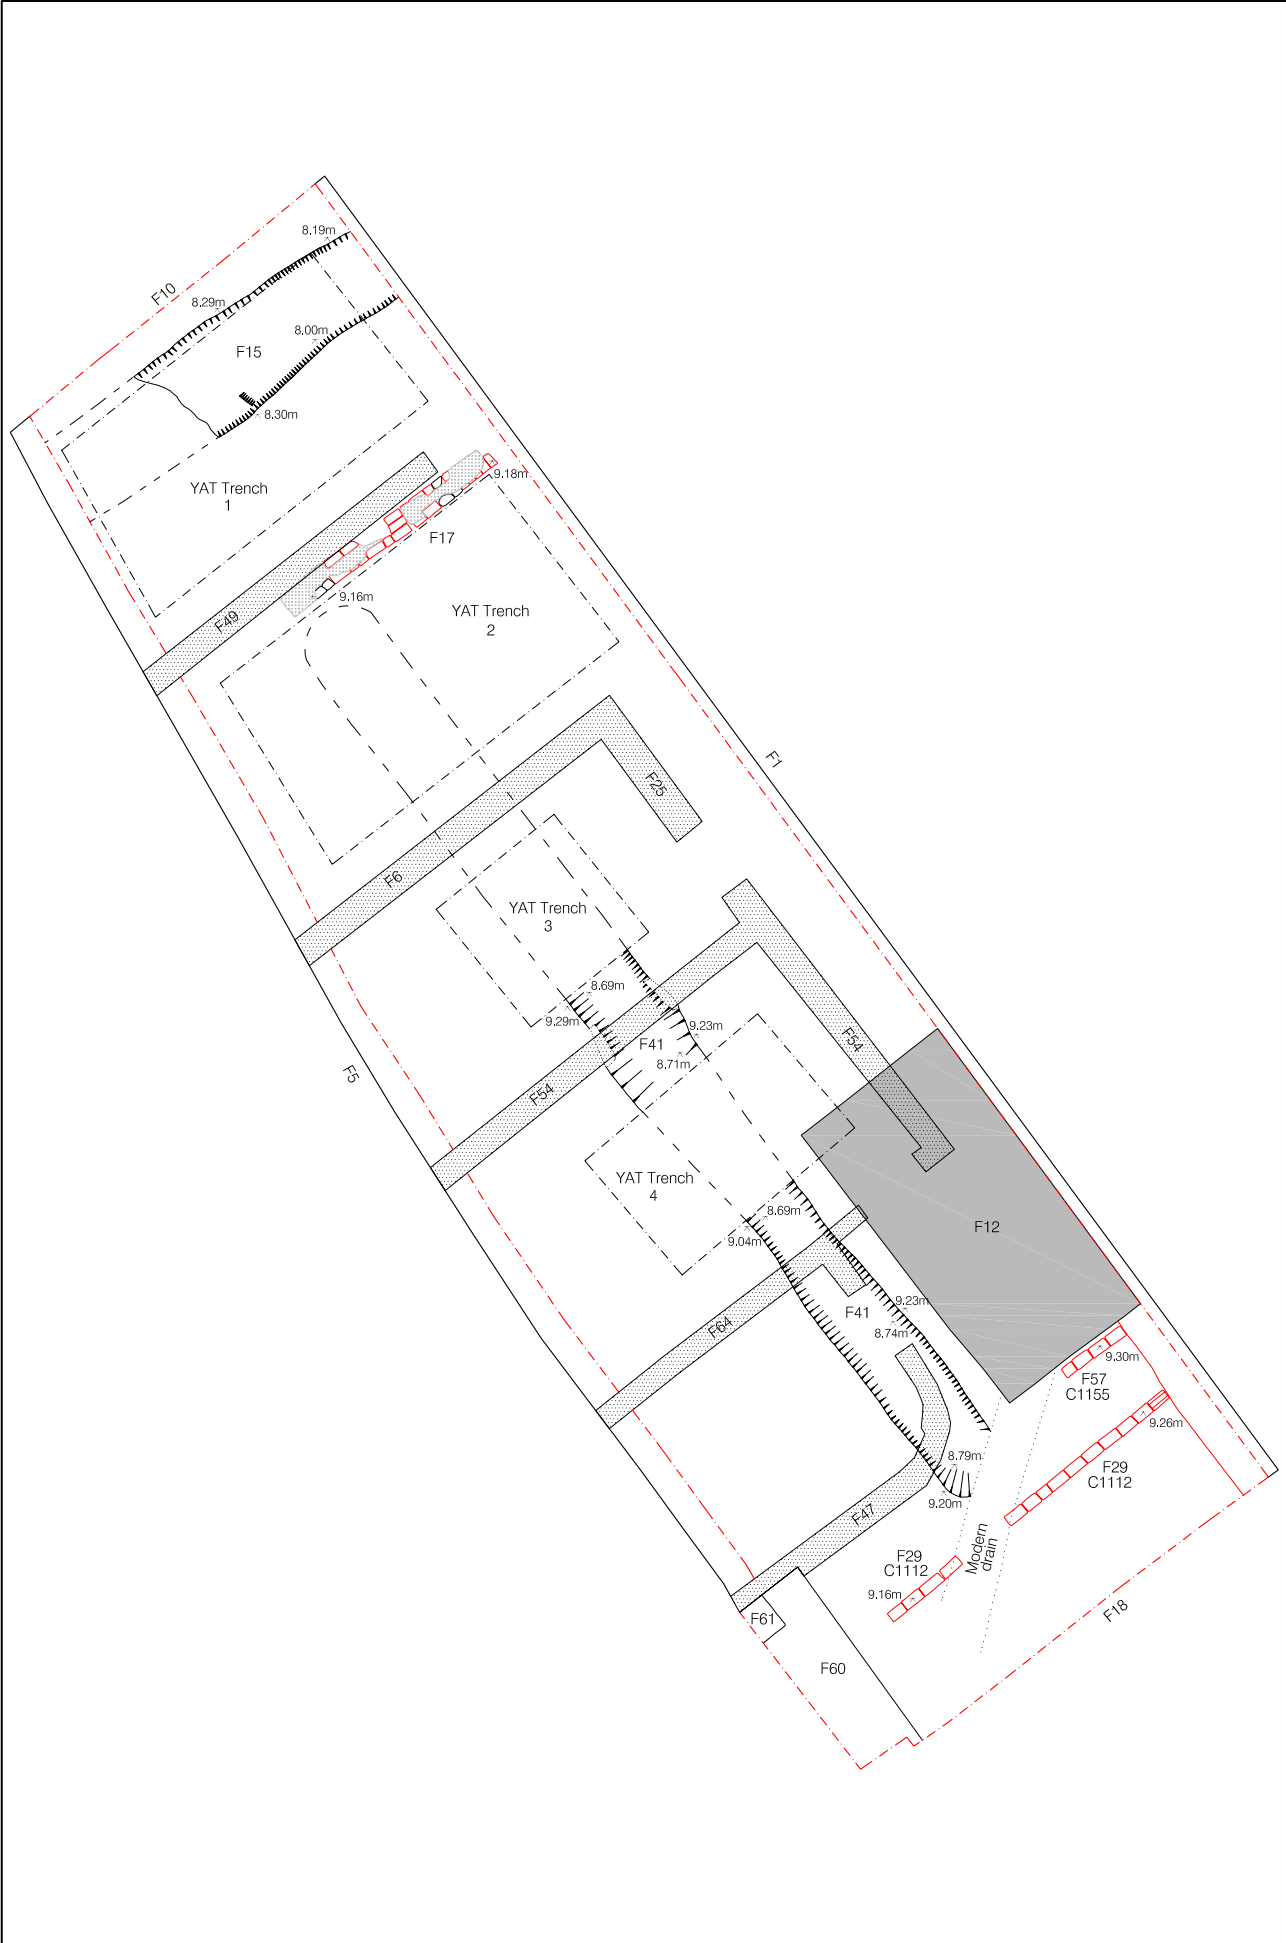 8.19m
F10
8.29m
8.00m
F15
8.30m
9.18m
YAT Trench
1
F17
9.16m
YAT Trench
2
F49
F1
F25
F6
YAT Trench
3
8.69m
9.29m
9.23m
F41
8.71m
F54
F5
F54
YAT Trench
4
8.69m
9.04m
F12
9.23m
F41
8.74m
F64
9.30m
F57
C1155
9.26m
8.79m
F29
C1112
9.20m
F47
Modern
drain
F29
C1112
9.16m
F18
F61
F60